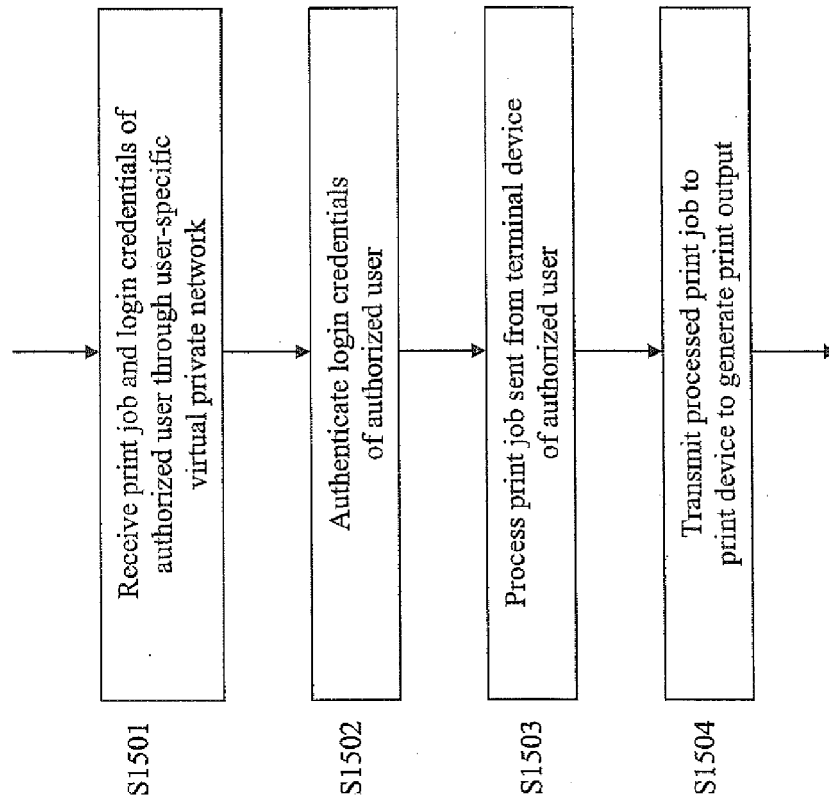 S1501
Receive print job and login credentials of
authorized user through user-specific
virtual private network
S1502
Authenticate login credentials
of authorized user
S1503
Process print job sent from terminal device
of authorized user
S1504
Transmit processed print job to
print device to generate print output